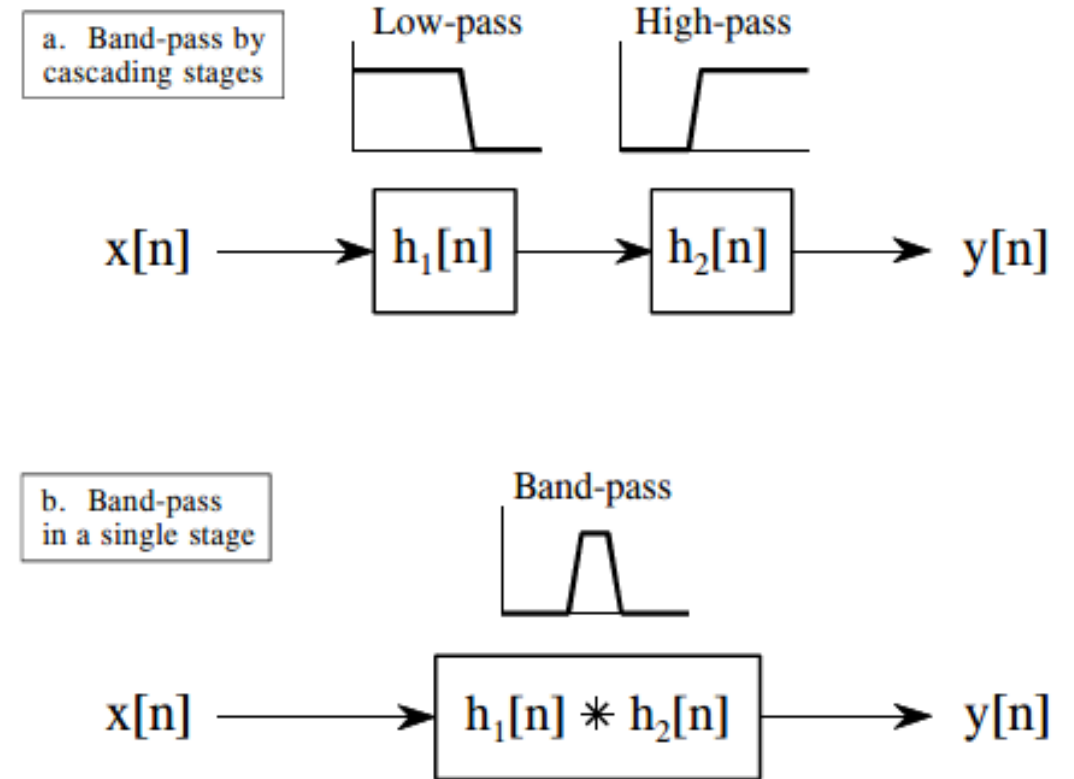 a. Band-pass by
cascading stages
Low-pass
High-pass
x[n]
h₁[n]
h₂[n]
y[n]
b. Band-pass
in a single stage
Band-pass
x[n]
h₁[n] ∗ h₂[n]
y[n]